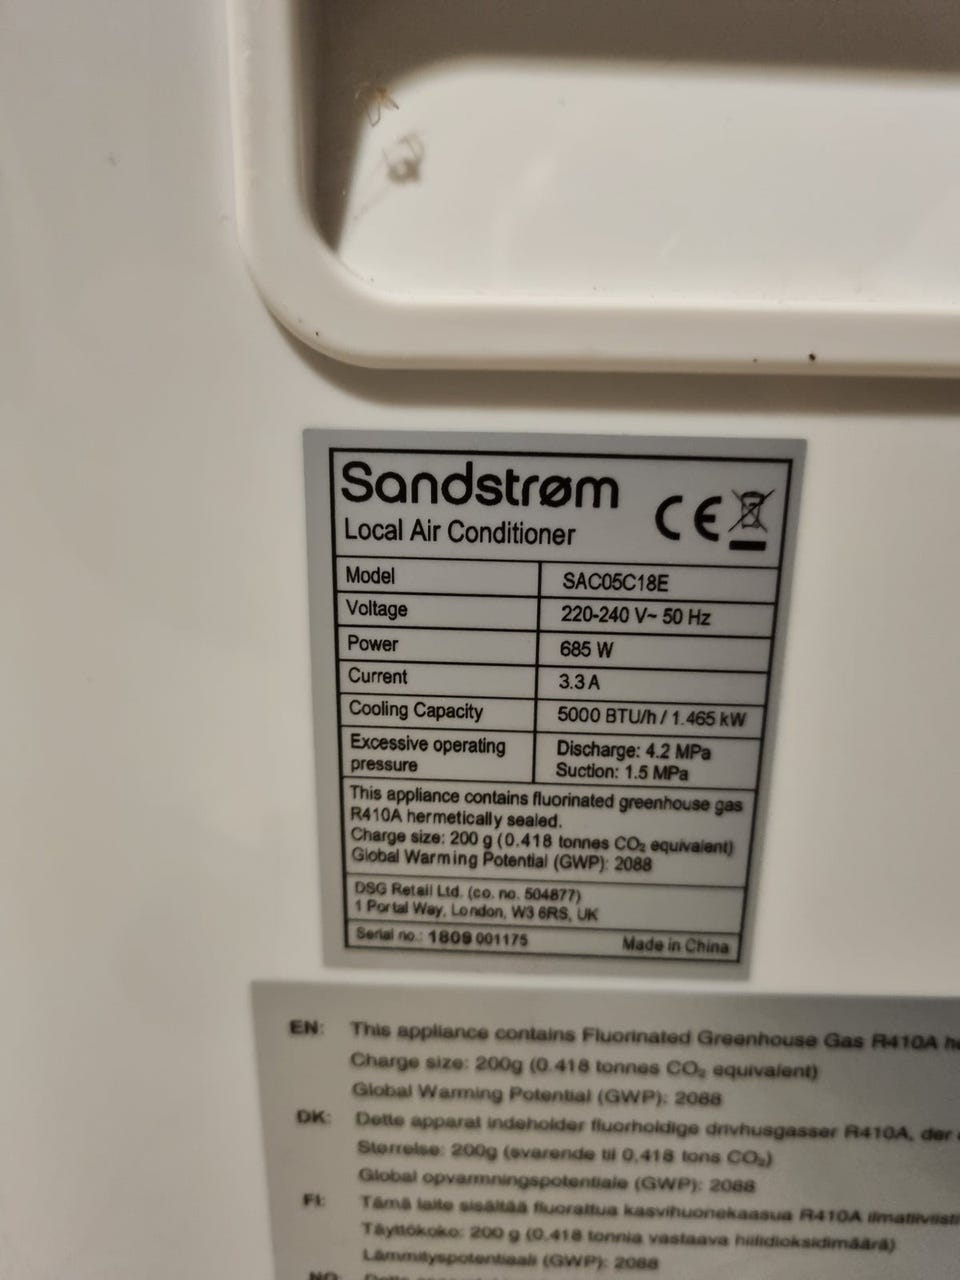 Sandstrøm
Local Air Conditioner
CE
Model SAC05C18E
Voltage 220-240 V~ 50 Hz
Power 685 W
Current 3.3 A
Cooling Capacity 5000 BTU/h / 1.465 kW
Excessive operating pressure Discharge: 4.2 MPa
Suction: 1.5 MPa
This appliance contains fluorinated greenhouse gas
R410A hermetically sealed.
Charge size: 200 g (0.418 tonnes CO₂ equivalent)
Global Warming Potential (GWP): 2088
DSG Retail Ltd. (co. no. 504877)
1 Portal Way, London, W3 6RS, UK
Serial no.: 1809 001175 Made in China
EN: This appliance contains Fluorinated Greenhouse Gas R410A he
Charge size: 200g (0.418 tonnes CO₂ equivalent)
Global Warming Potential (GWP): 2088
DK: Dette apparat indeholder fluorholdige drivhusgasser R410A, der
Størrelse: 200g (svarende til 0,418 tons CO₂)
Global opvarmningspotentiale (GWP): 2088
FI: Tämä laite sisältää fluorattua kasvihuonekaasua R410A ilmatiiviisti
Täyttökoko: 200 g (0.418 tonnia vastaava hiilidioksidimäärä)
Lämmityspotentiaali (GWP): 2088
NO: Dette